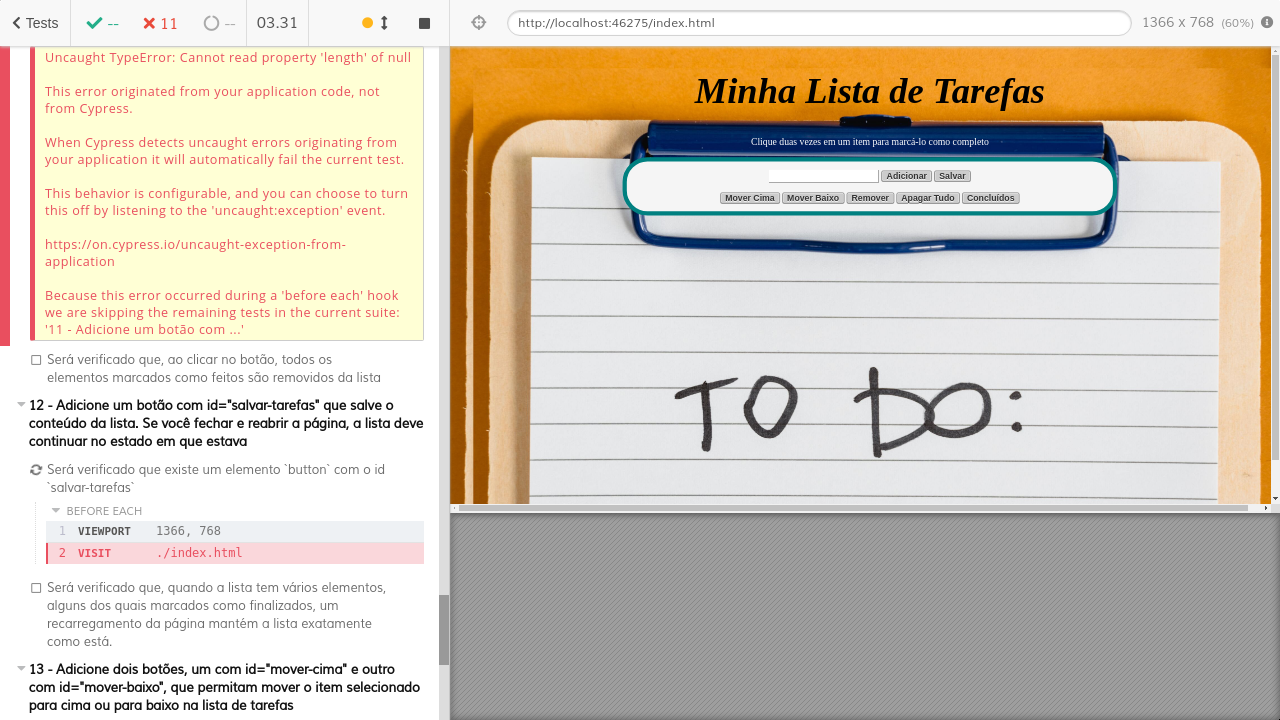 Tests
--
11
--
03.31
http://localhost:46275/index.html
1366 x 768 (60%)
Uncaught TypeError: Cannot read property 'length' of null
This error originated from your application code, not
from Cypress.
When Cypress detects uncaught errors originating from
your application it will automatically fail the current test.
This behavior is configurable, and you can choose to turn
this off by listening to the 'uncaught:exception' event.
https://on.cypress.io/uncaught-exception-from-
application
Because this error occurred during a 'before each' hook
we are skipping the remaining tests in the current suite:
'11 - Adicione um botão com ...'
Será verificado que, ao clicar no botão, todos os
elementos marcados como feitos são removidos da lista
12 - Adicione um botão com id="salvar-tarefas" que salve o
conteúdo da lista. Se você fechar e reabrir a página, a lista deve
continuar no estado em que estava
Será verificado que existe um elemento `button` com o id
`salvar-tarefas`
BEFORE EACH
1 VIEWPORT 1366, 768
2 VISIT ./index.html
Será verificado que, quando a lista tem vários elementos,
alguns dos quais marcados como finalizados, um
recarregamento da página mantém a lista exatamente
como está.
13 - Adicione dois botões, um com id="mover-cima" e outro
com id="mover-baixo", que permitam mover o item selecionado
para cima ou para baixo na lista de tarefas
Minha Lista de Tarefas
Clique duas vezes em um item para marcá-lo como completo
Adicionar Salvar
Mover Cima Mover Baixo Remover Apagar Tudo Concluídos
TO DO: